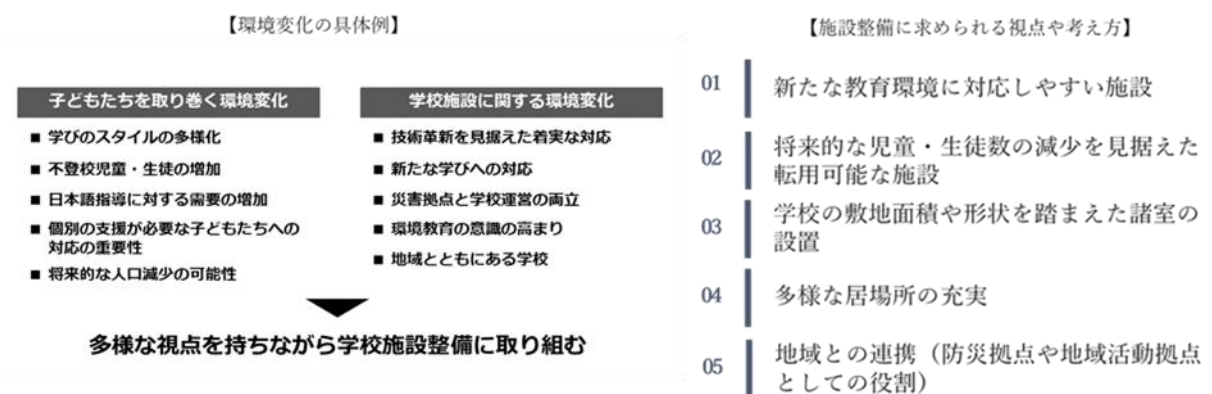 【環境変化の具体例】
子どもたちを取り巻く環境変化
■ 学びのスタイルの多様化
■ 不登校児童・生徒の増加
■ 日本語指導に対する需要の増加
■ 個別の支援が必要な子どもたちへの
対応の重要性
■ 将来的な人口減少の可能性
学校施設に関する環境変化
■ 技術革新を見据えた着実な対応
■ 新たな学びへの対応
■ 災害拠点と学校運営の両立
■ 環境教育の意識の高まり
■ 地域とともにある学校
多様な視点を持ちながら学校施設整備に取り組む
【施設整備に求められる視点や考え方】
01 新たな教育環境に対応しやすい施設
02 将来的な児童・生徒数の減少を見据えた
転用可能な施設
03 学校の敷地面積や形状を踏まえた諸室の
設置
04 多様な居場所の充実
05 地域との連携（防災拠点や地域活動拠点
としての役割）